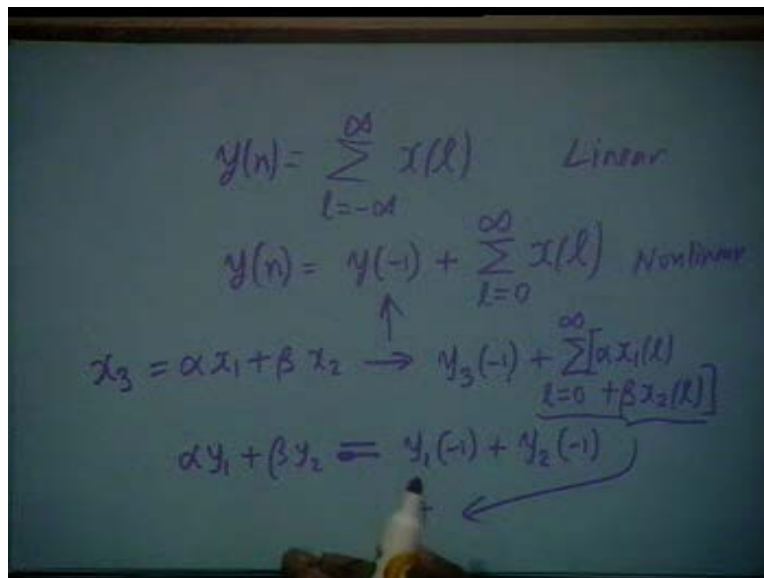 y(n) = ∞ ∑ l=-∞ x(l) Linear
y(n) = y(-1) + ∞ ∑ l=0 x(l) Nonlinear
x₃ = αx₁ + βx₂ → y₃(-1) + ∞ ∑ l=0 [αx₁(l) + βx₂(l)]
αy₁ + βy₂ = y₁(-1) + y₂(-1)
+